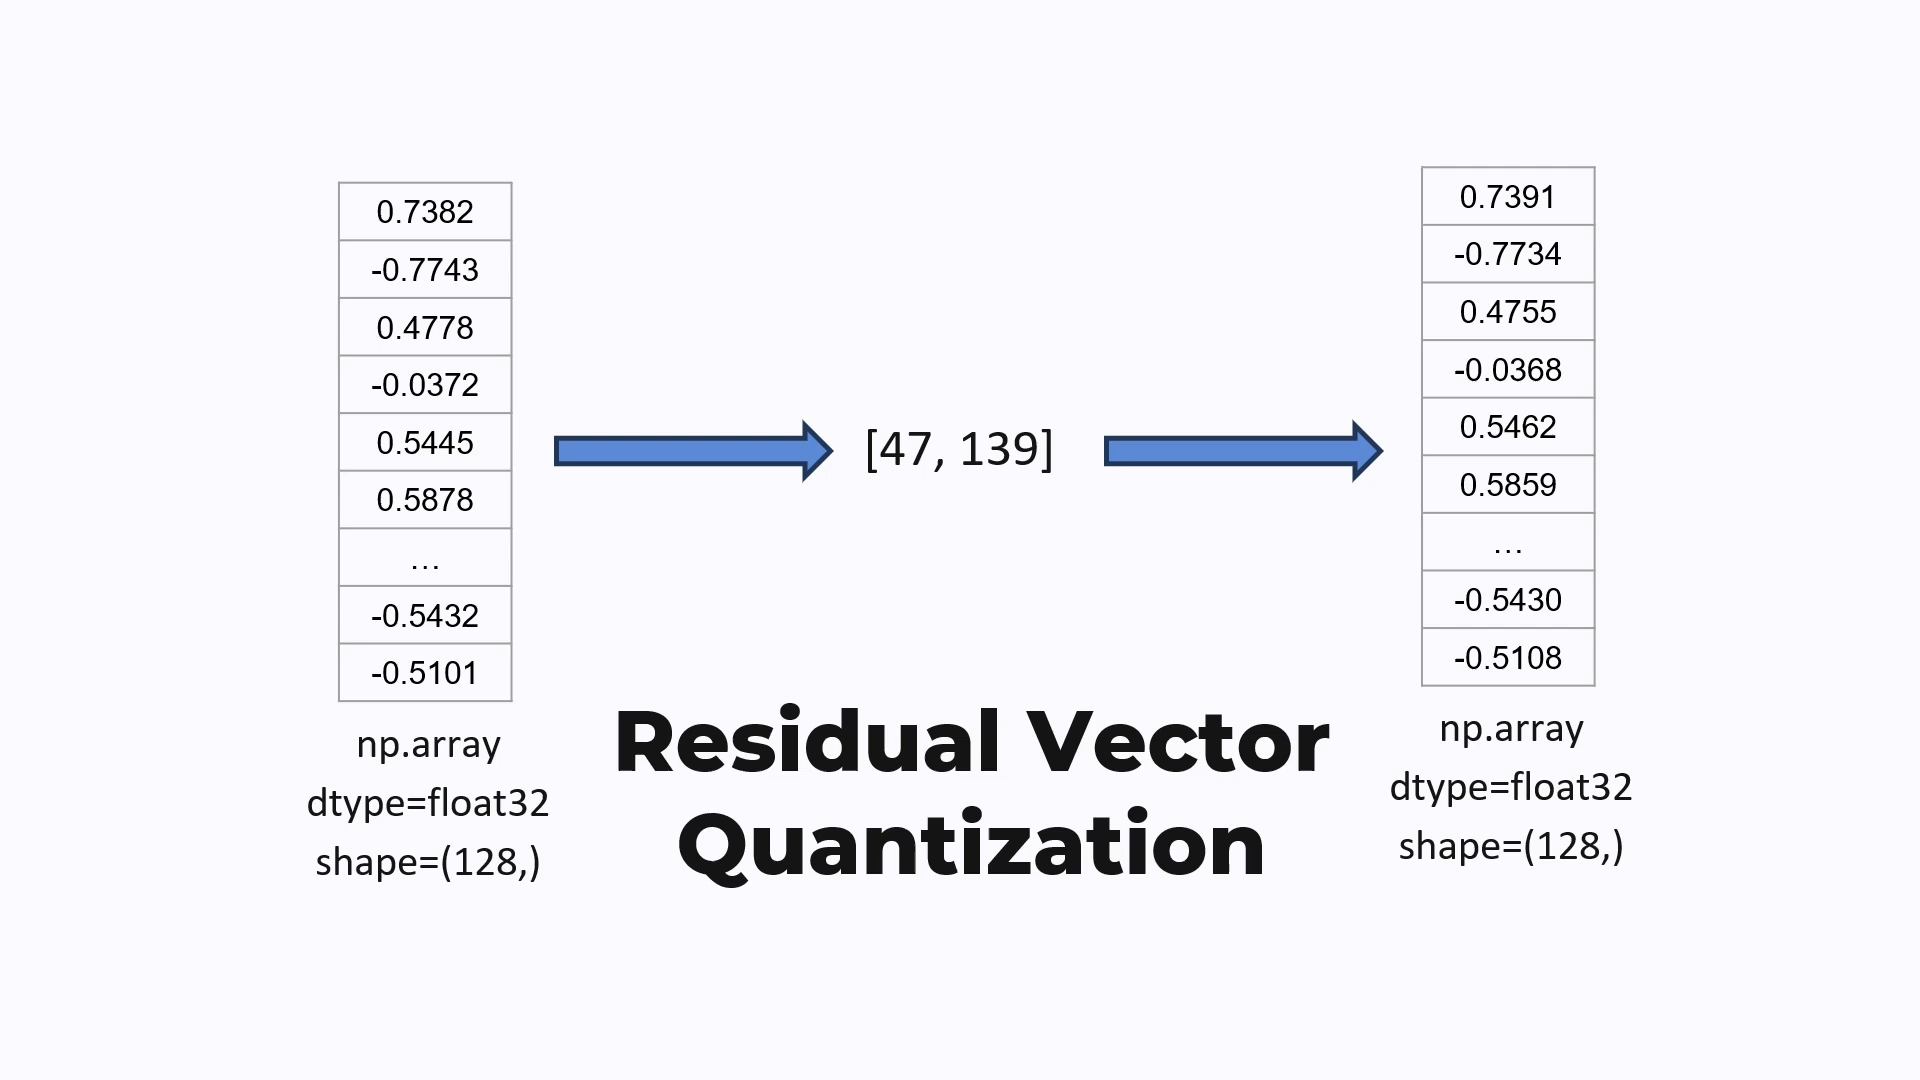 0.7382
-0.7743
0.4778
-0.0372
0.5445
0.5878
...
-0.5432
-0.5101
np.array
dtype=float32
shape=(128,)
[47, 139]
Residual Vector
Quantization
0.7391
-0.7734
0.4755
-0.0368
0.5462
0.5859
...
-0.5430
-0.5108
np.array
dtype=float32
shape=(128,)